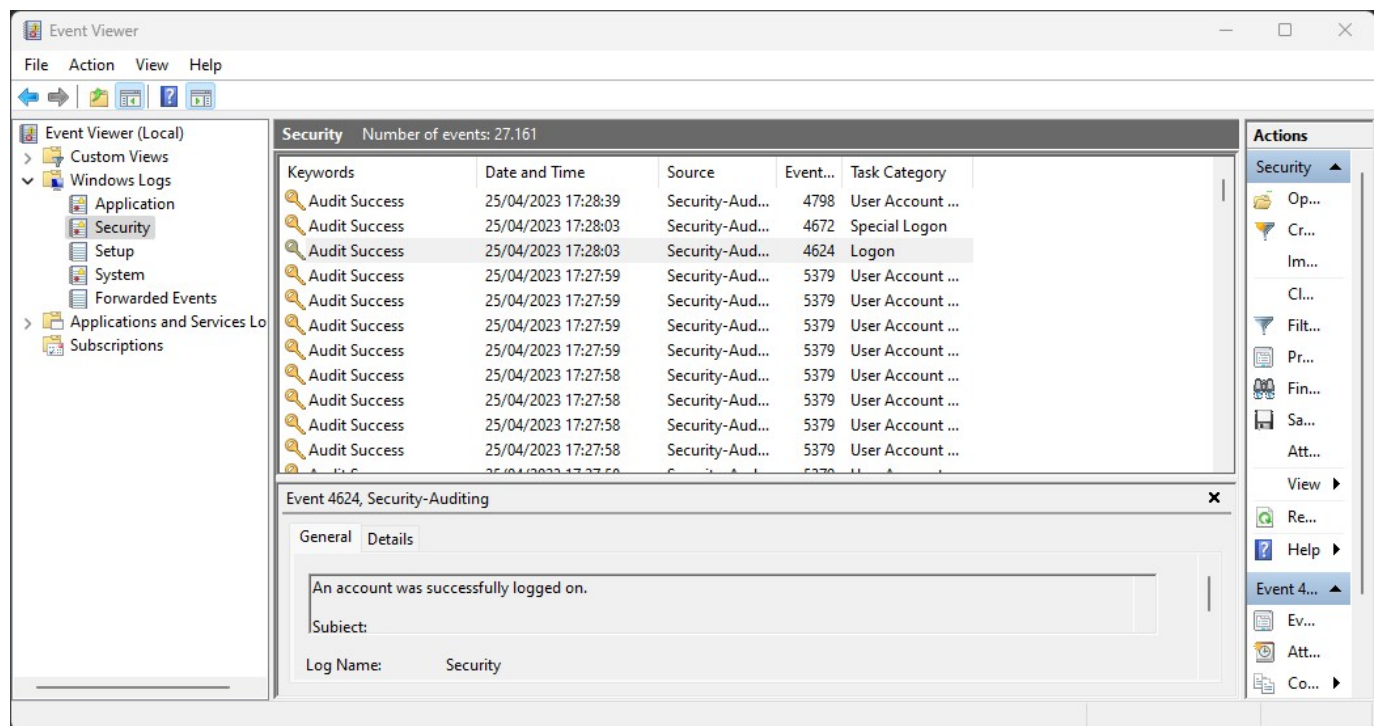 Event Viewer
File Action View Help
Event Viewer (Local)
Custom Views
Windows Logs
Application
Security
Setup
System
Forwarded Events
Applications and Services Lo
Subscriptions
Security Number of events: 27.161
Keywords Date and Time Source Event... Task Category
Audit Success 25/04/2023 17:28:39 Security-Aud... 4798 User Account ...
Audit Success 25/04/2023 17:28:03 Security-Aud... 4672 Special Logon
Audit Success 25/04/2023 17:28:03 Security-Aud... 4624 Logon
Audit Success 25/04/2023 17:27:59 Security-Aud... 5379 User Account ...
Audit Success 25/04/2023 17:27:59 Security-Aud... 5379 User Account ...
Audit Success 25/04/2023 17:27:59 Security-Aud... 5379 User Account ...
Audit Success 25/04/2023 17:27:59 Security-Aud... 5379 User Account ...
Audit Success 25/04/2023 17:27:58 Security-Aud... 5379 User Account ...
Audit Success 25/04/2023 17:27:58 Security-Aud... 5379 User Account ...
Audit Success 25/04/2023 17:27:58 Security-Aud... 5379 User Account ...
Audit Success 25/04/2023 17:27:58 Security-Aud... 5379 User Account ...
Event 4624, Security-Auditing
General Details
An account was successfully logged on.
Subject:
Log Name: Security
Actions
Security
Op...
Cr...
Im...
Cl...
Filt...
Pr...
Fin...
Sa...
Att...
View
Re...
Help
Event 4...
Ev...
Att...
Co...